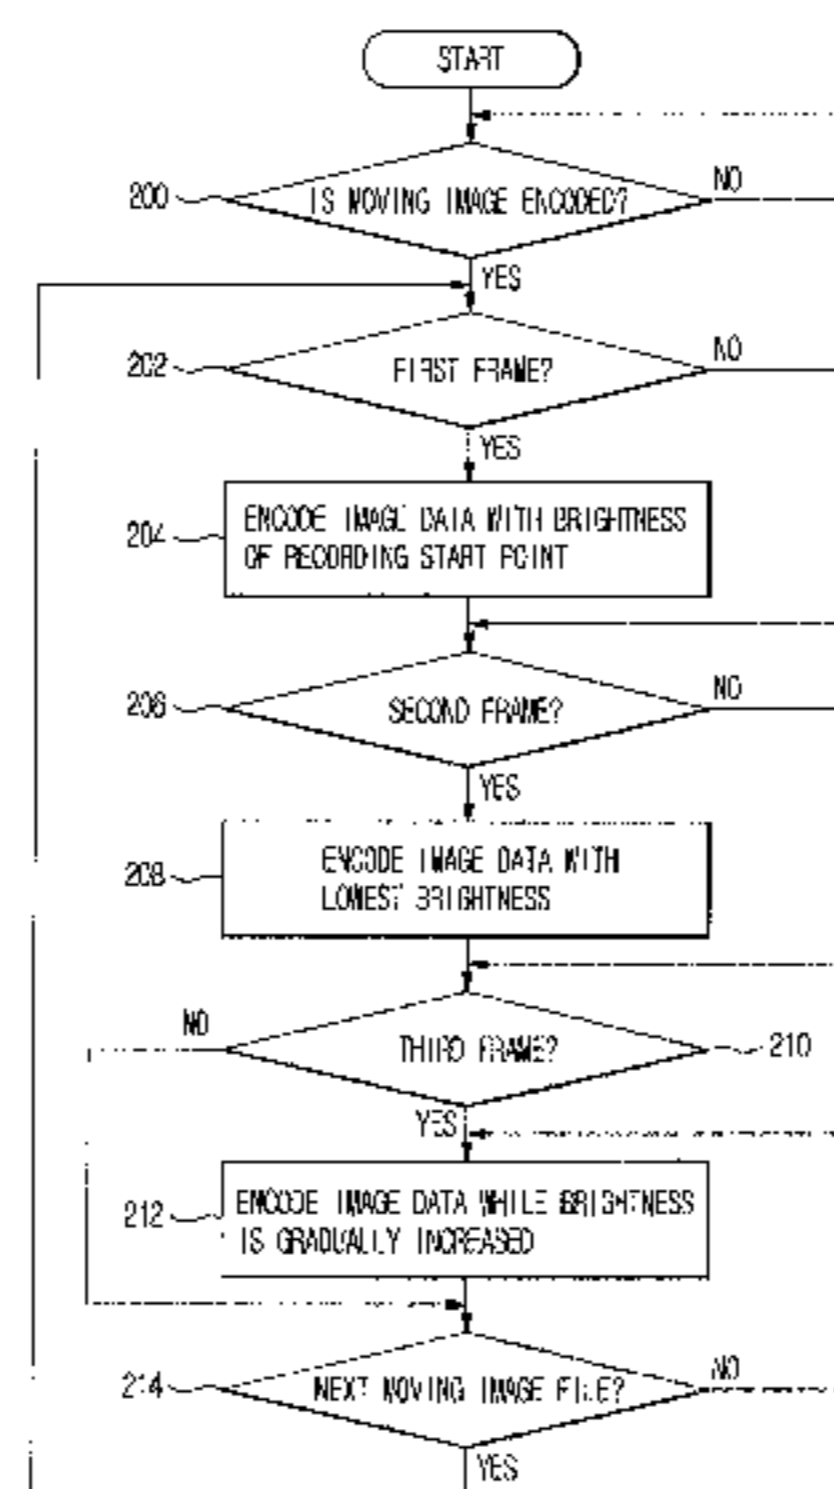 START
200
IS MOVING IMAGE ENCODED?
NO
YES
202
FIRST FRAME?
NO
YES
204
ENCODE IMAGE DATA WITH BRIGHTNESS
OF RECORDING START POINT
206
SECOND FRAME?
NO
YES
208
ENCODE IMAGE DATA WITH
LOWEST BRIGHTNESS
NO
THIRD FRAME?
210
YES
212
ENCODE IMAGE DATA WHILE BRIGHTNESS
IS GRADUALLY INCREASED
214
NEXT MOVING IMAGE FILE?
NO
YES